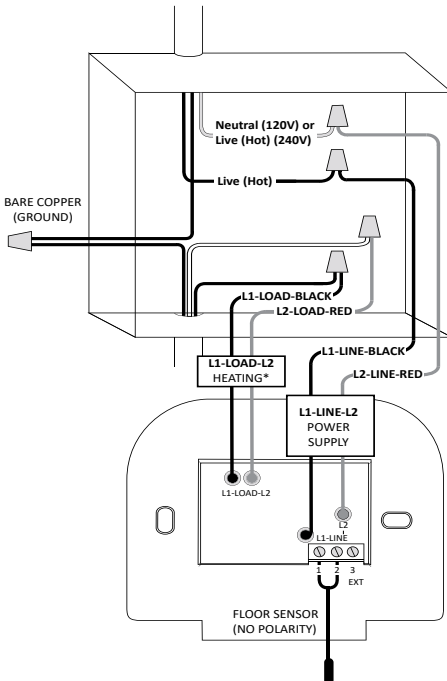 Neutral (120V) or
Live (Hot) (240V)
Live (Hot)
BARE COPPER
(GROUND)
L1-LOAD-BLACK
L2-LOAD-RED
L1-LINE-BLACK
L2-LINE-RED
L1-LOAD-L2
HEATING*
L1-LINE-L2
POWER
SUPPLY
L1-LOAD-L2
L2
L1-LINE
1 2 3
EXT
FLOOR SENSOR
(NO POLARITY)